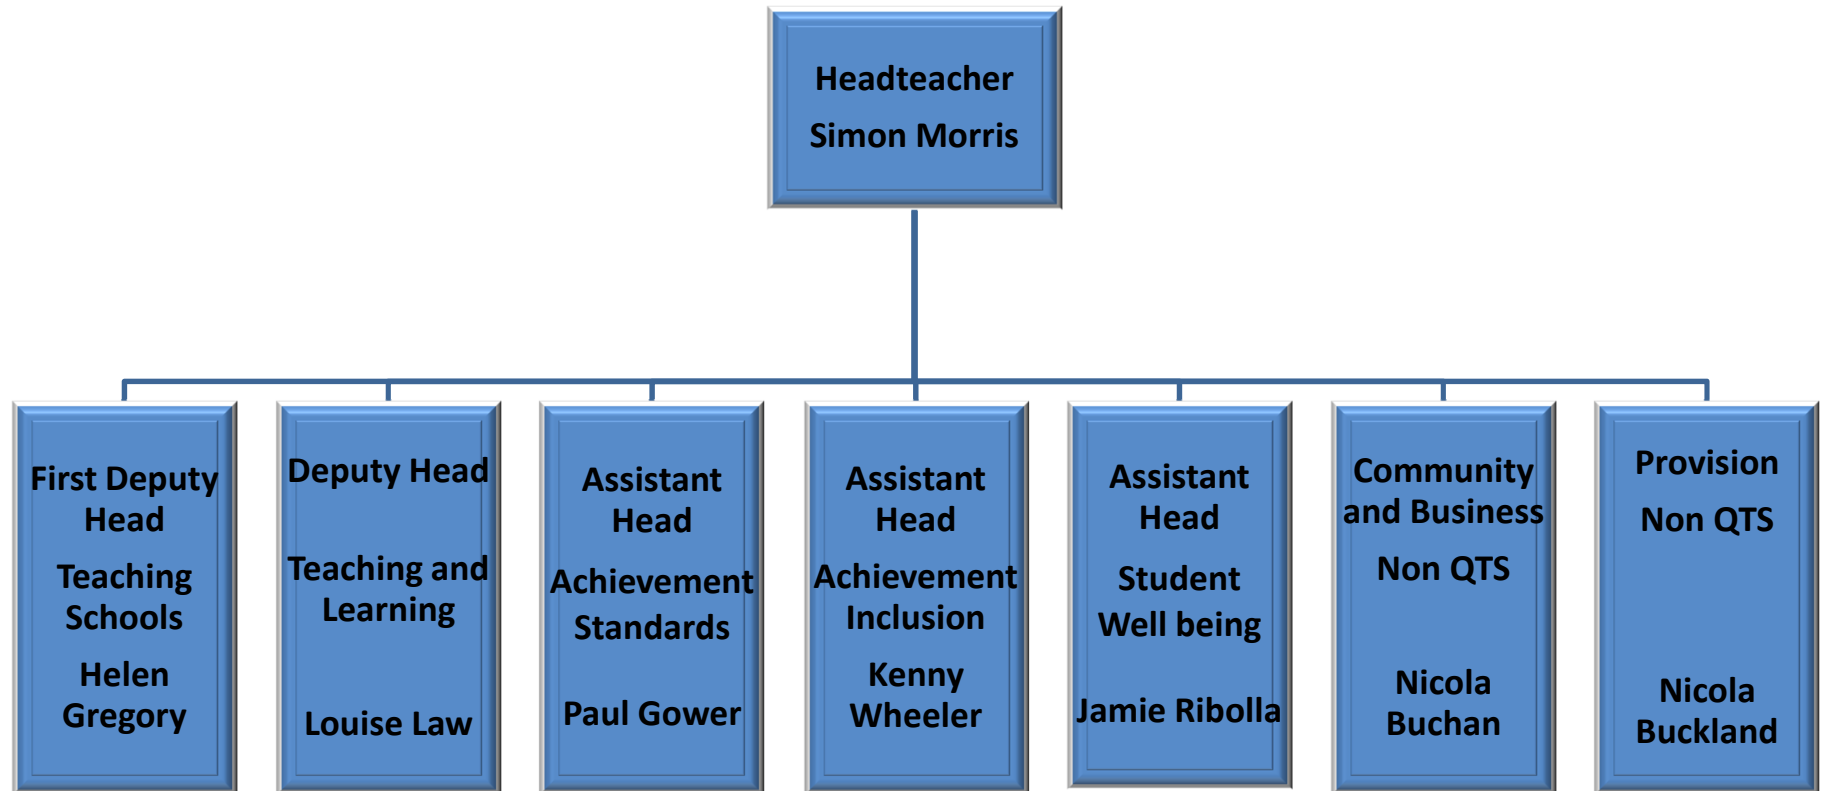 Headteacher
Simon Morris
First Deputy
Head
Teaching
Schools
Helen
Gregory
Deputy Head
Teaching and
Learning
Louise Law
Assistant
Head
Achievement
Standards
Paul Gower
Assistant
Head
Achievement
Inclusion
Kenny
Wheeler
Assistant
Head
Student
Well being
Jamie Ribolla
Community
and Business
Non QTS
Nicola
Buchan
Provision
Non QTS
Nicola
Buckland